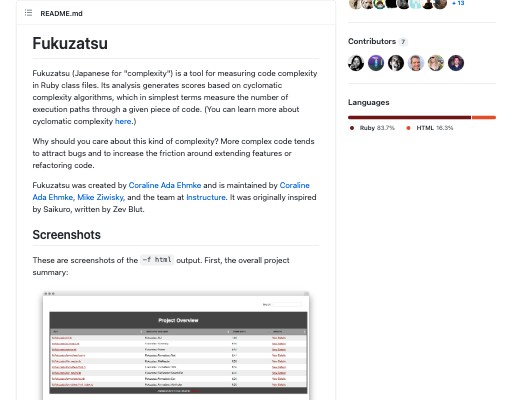 + 13
README.md
Fukuzatsu
Fukuzatsu (Japanese for "complexity") is a tool for measuring code complexity
in Ruby class files. Its analysis generates scores based on cyclomatic
complexity algorithms, which in simplest terms measure the number of
execution paths through a given piece of code. (You can learn more about
cyclomatic complexity here.)
Why should you care about this kind of complexity? More complex code tends
to attract bugs and to increase the friction around extending features or
refactoring code.
Fukuzatsu was created by Coraline Ada Ehmke and is maintained by Coraline
Ada Ehmke, Mike Ziwisky, and the team at Instructure. It was originally inspired
by Saikuro, written by Zev Blut.
Screenshots
These are screenshots of the -f html output. First, the overall project
summary:
Project Overview
Contributors 7
Languages
Ruby 83.7% HTML 16.3%